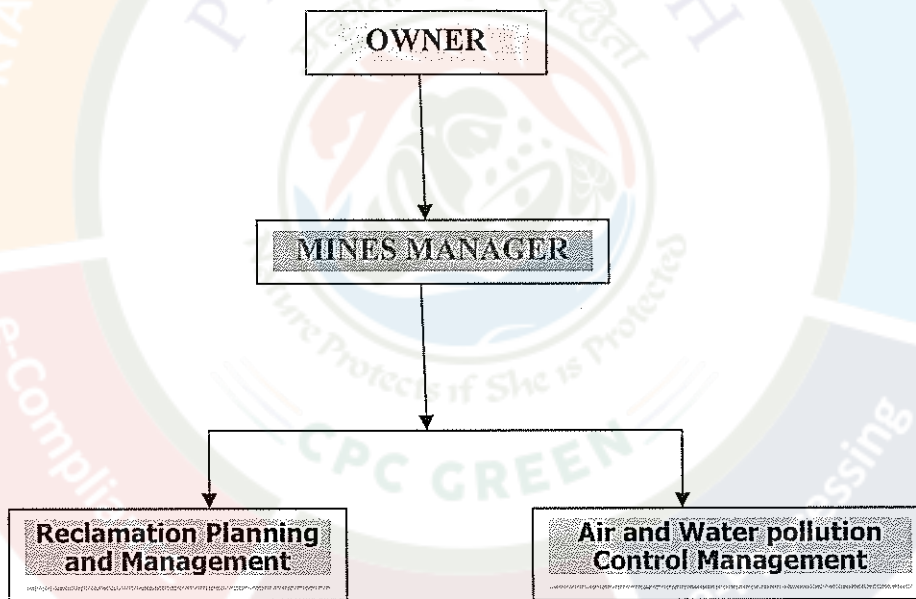 OWNER
MINES MANAGER
Nature Protects if She is Protected
CPC GREEN
Reclamation Planning
and Management
Air and Water pollution
Control Management